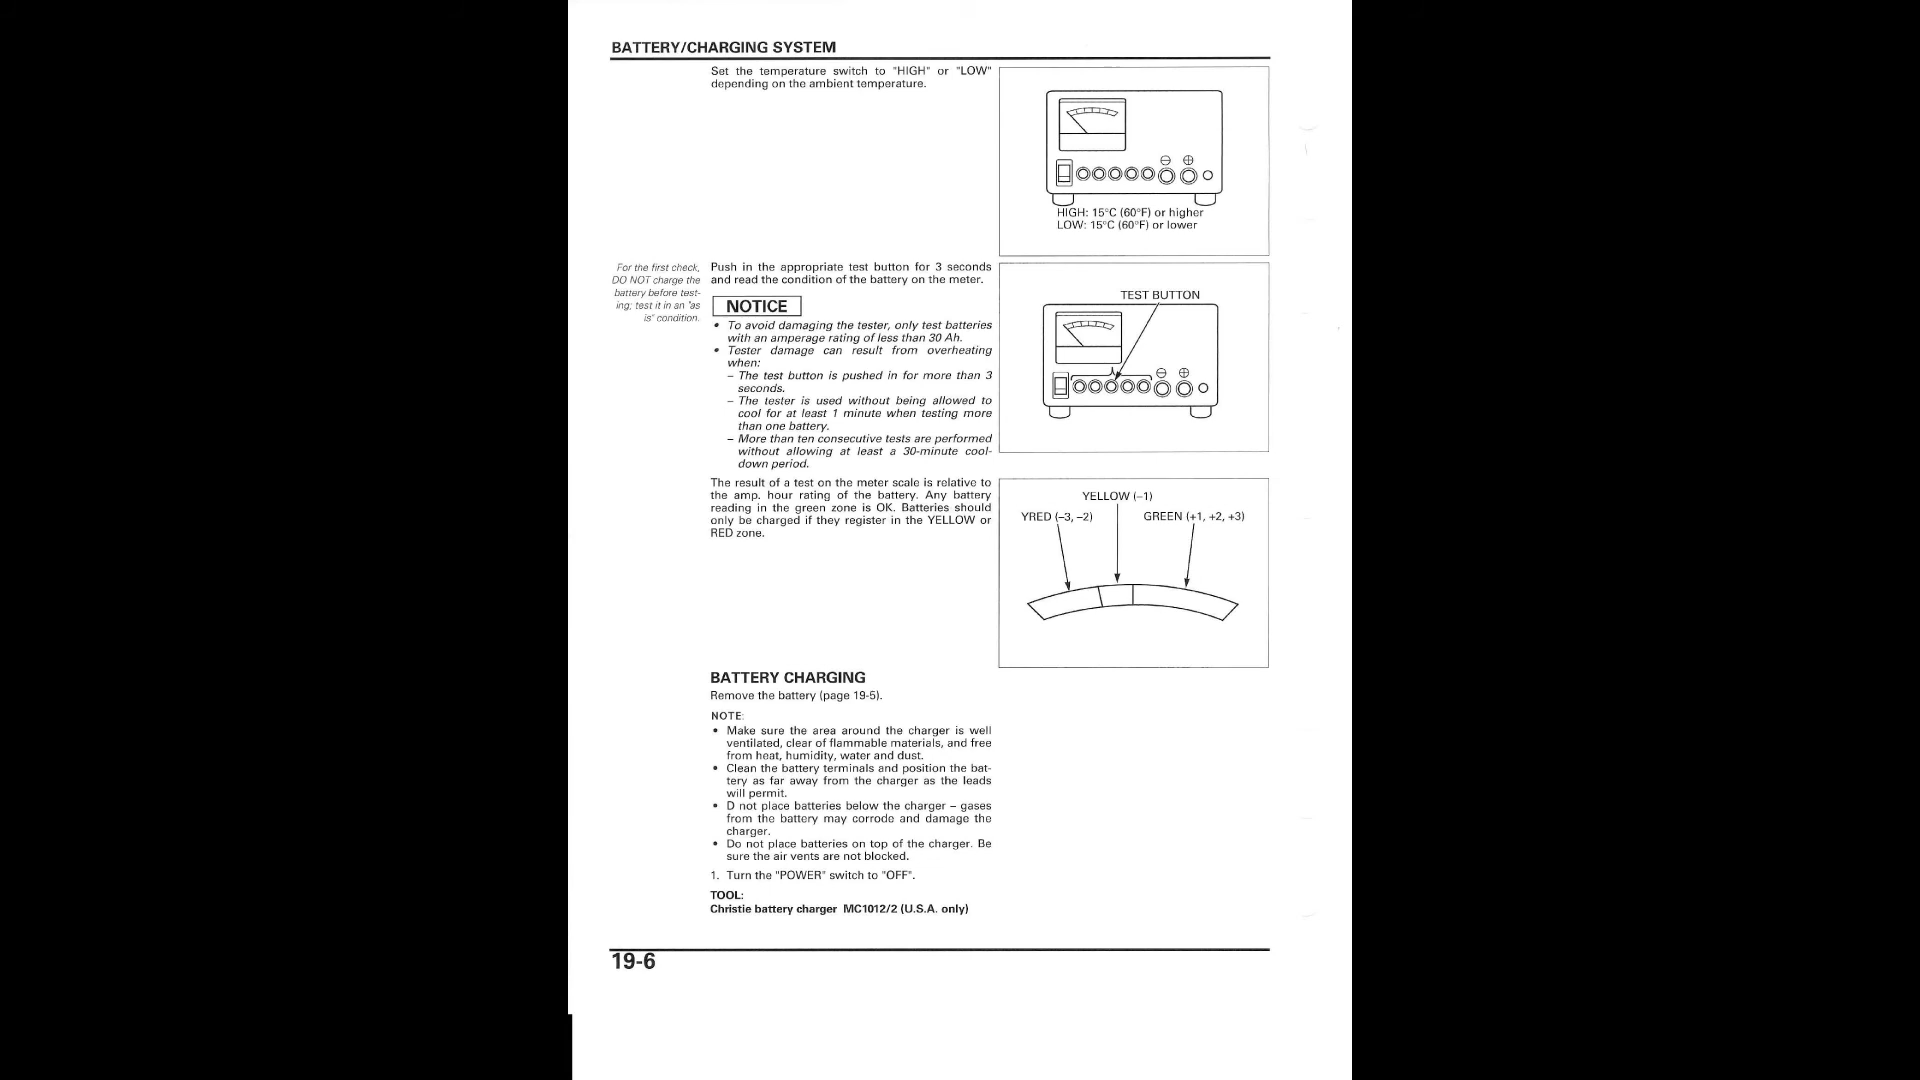 BATTERY/CHARGING SYSTEM
Set the temperature switch to "HIGH" or "LOW"
depending on the ambient temperature.
HIGH: 15°C (60°F) or higher
LOW: 15°C (60°F) or lower
For the first check,
DO NOT charge the
battery before test-
ing; test it in an "as
is" condition.
Push in the appropriate test button for 3 seconds
and read the condition of the battery on the meter.
NOTICE
• To avoid damaging the tester, only test batteries
with an amperage rating of less than 30 Ah.
• Tester damage can result from overheating
when:
– The test button is pushed in for more than 3
seconds.
– The tester is used without being allowed to
cool for at least 1 minute when testing more
than one battery.
– More than ten consecutive tests are performed
without allowing at least a 30-minute cool-
down period.
TEST BUTTON
The result of a test on the meter scale is relative to
the amp. hour rating of the battery. Any battery
reading in the green zone is OK. Batteries should
only be charged if they register in the YELLOW or
RED zone.
YELLOW (–1)
YRED (–3, –2)
GREEN (+1, +2, +3)
BATTERY CHARGING
Remove the battery (page 19-5).
NOTE:
• Make sure the area around the charger is well
ventilated, clear of flammable materials, and free
from heat, humidity, water and dust.
• Clean the battery terminals and position the bat-
tery as far away from the charger as the leads
will permit.
• D not place batteries below the charger – gases
from the battery may corrode and damage the
charger.
• Do not place batteries on top of the charger. Be
sure the air vents are not blocked.
1. Turn the "POWER" switch to "OFF".
TOOL:
Christie battery charger MC1012/2 (U.S.A. only)
19-6